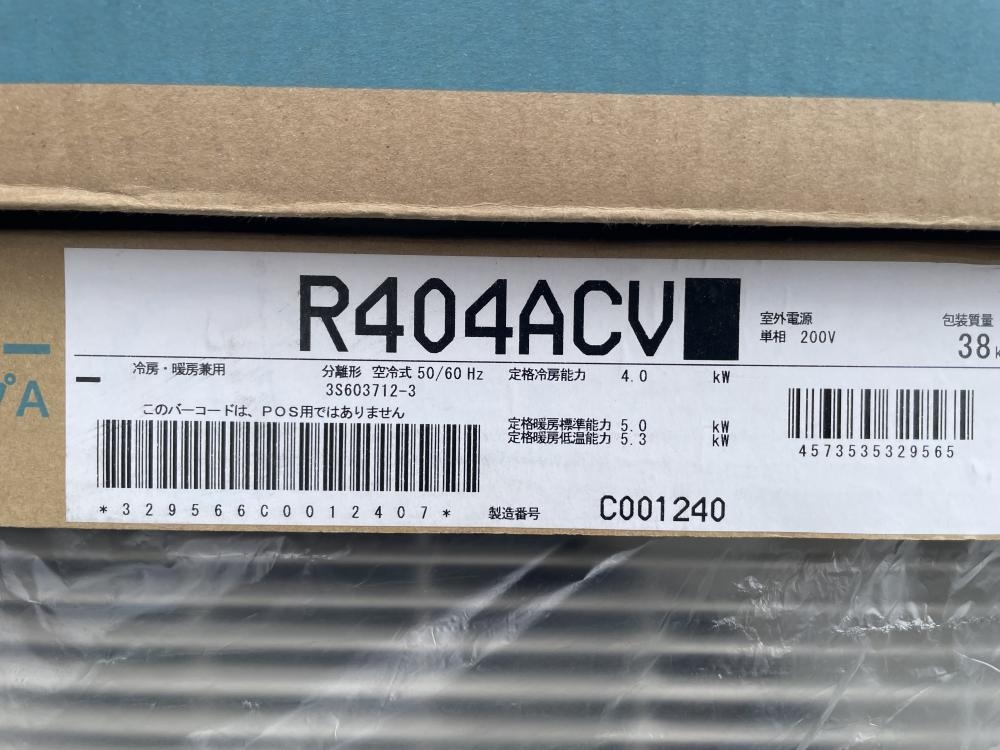 R404ACV
室外電源
単相 200V
包装質量
38k
冷房・暖房兼用
分離形 空冷式 50/60 Hz
3S603712-3
定格冷房能力 4.0 kW
このバーコードは、POS用ではありません
定格暖房標準能力 5.0 kW
定格暖房低温能力 5.3 kW
4573535329565
*329566C0012407*
製造番号 C001240
プA